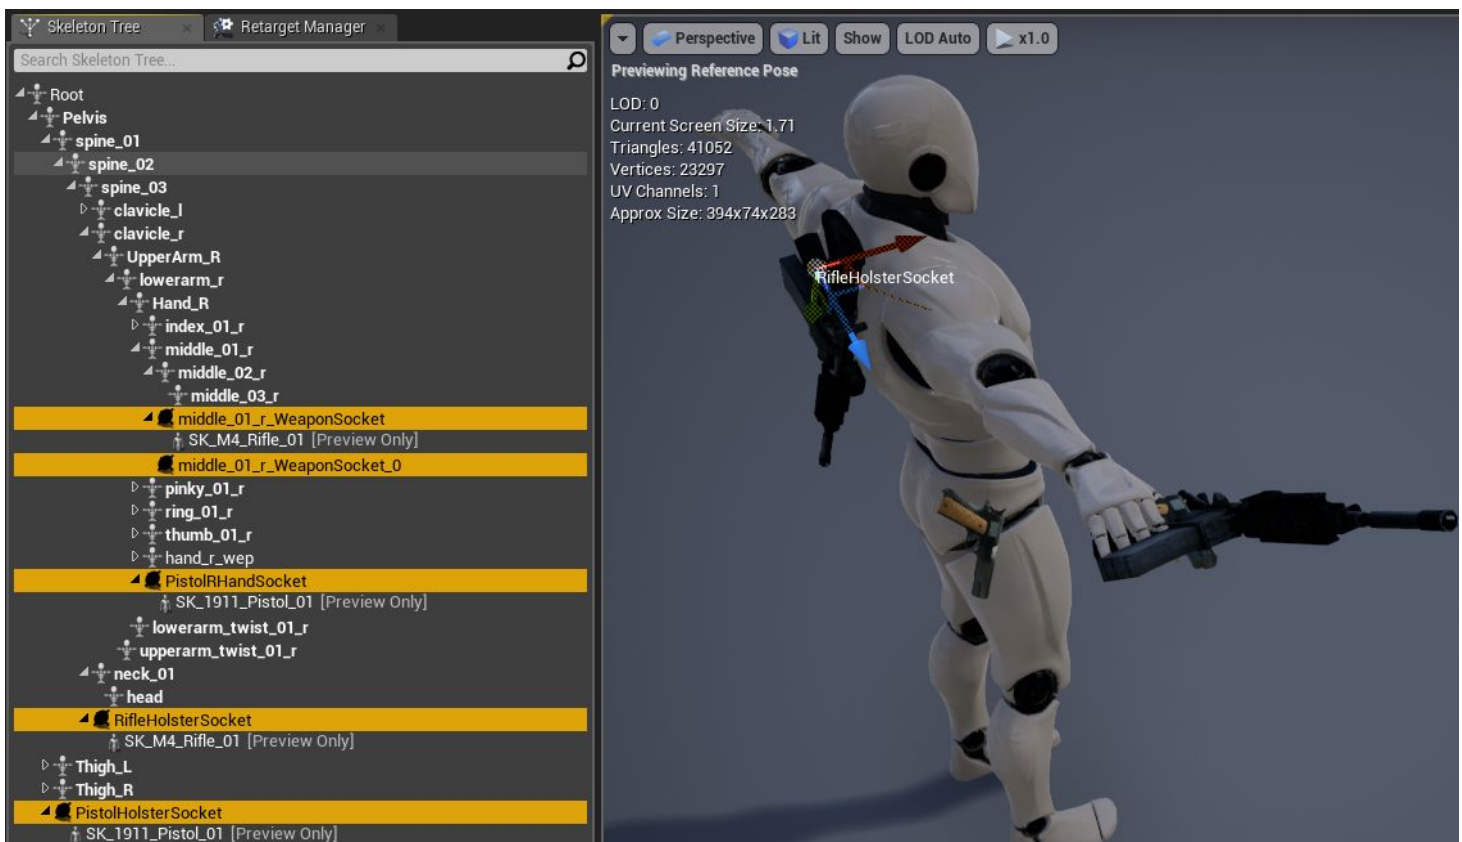 Skeleton Tree
Retarget Manager
Search Skeleton Tree...
Root
Pelvis
spine_01
spine_02
spine_03
clavicle_l
clavicle_r
UpperArm_R
lowerarm_r
Hand_R
index_01_r
middle_01_r
middle_02_r
middle_03_r
middle_01_r_WeaponSocket
SK_M4_Rifle_01 [Preview Only]
middle_01_r_WeaponSocket_0
pinky_01_r
ring_01_r
thumb_01_r
hand_r_wep
PistolRHandSocket
SK_1911_Pistol_01 [Preview Only]
lowerarm_twist_01_r
upperarm_twist_01_r
neck_01
head
RifleHolsterSocket
SK_M4_Rifle_01 [Preview Only]
Thigh_L
Thigh_R
PistolHolsterSocket
SK_1911_Pistol_01 [Preview Only]
Perspective Lit Show LOD Auto x1.0
Previewing Reference Pose
LOD: 0
Current Screen Size: 1.71
Triangles: 41052
Vertices: 23297
UV Channels: 1
Approx Size: 394x74x283
RifleHolsterSocket